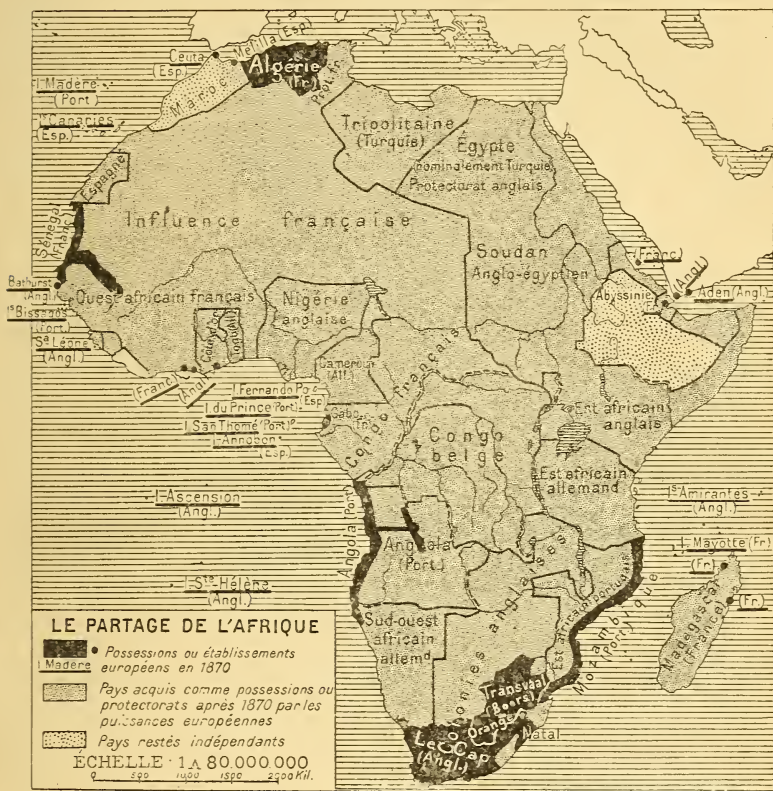 Ceuta
(Esp.)
Melilla (Esp.)
Algérie
(Fr.)
Prot. fr.
Maroc
I. Madère
(Port.)
Iˢ Canaries
(Esp.)
Espagne
Tripolitaine
(Turquie)
Égypte
(nominalement Turquie)
Protectorat anglais
Influence française
Sénégal
(Franc.)
Soudan
Anglo-égyptien
(Franc.)
(Angl.)
Aden (Angl.)
Abyssinie
Bathurst
(Angl.)
Iˢ Bissagos
(Port.)
Sᵃ Léone
(Angl.)
Ouest africain français
Côte d'or
Togo (All.)
Nigérie
anglaise
Cameroun
(All.)
(Franc.)
(Angl.)
I. Fernando Po
(Esp.)
I. du Prince (Port.)
I. San Thomé (Port.)
I. Annobon
(Esp.)
Gabon
(Fr.)
Congo français
Congo
belge
Est africain
anglais
Est africain
allemand
I. Ascension
(Angl.)
Iˢ Amirantes
(Angl.)
Angola (Port.)
Angola
(Port.)
I. Mayotte (Fr.)
(Fr.)
(Fr.)
Madagascar
(France)
I. Sᵗᵉ Hélène
(Angl.)
Sud-ouest
africain
allemᵈ
Colonies anglaises
Est africain Portugais
Mozambique
(Port.)
Transvaal
(Boers)
Orange
Natal
Le Cap
(Angl.)
LE PARTAGE DE L'AFRIQUE
I. Madère
Possessions ou établissements
européens en 1870
Pays acquis comme possessions ou
protectorats après 1870 par les
puissances européennes
Pays restés indépendants
ÉCHELLE : 1 À 80.000.000
0 500 1000 1500 2000 Kil.